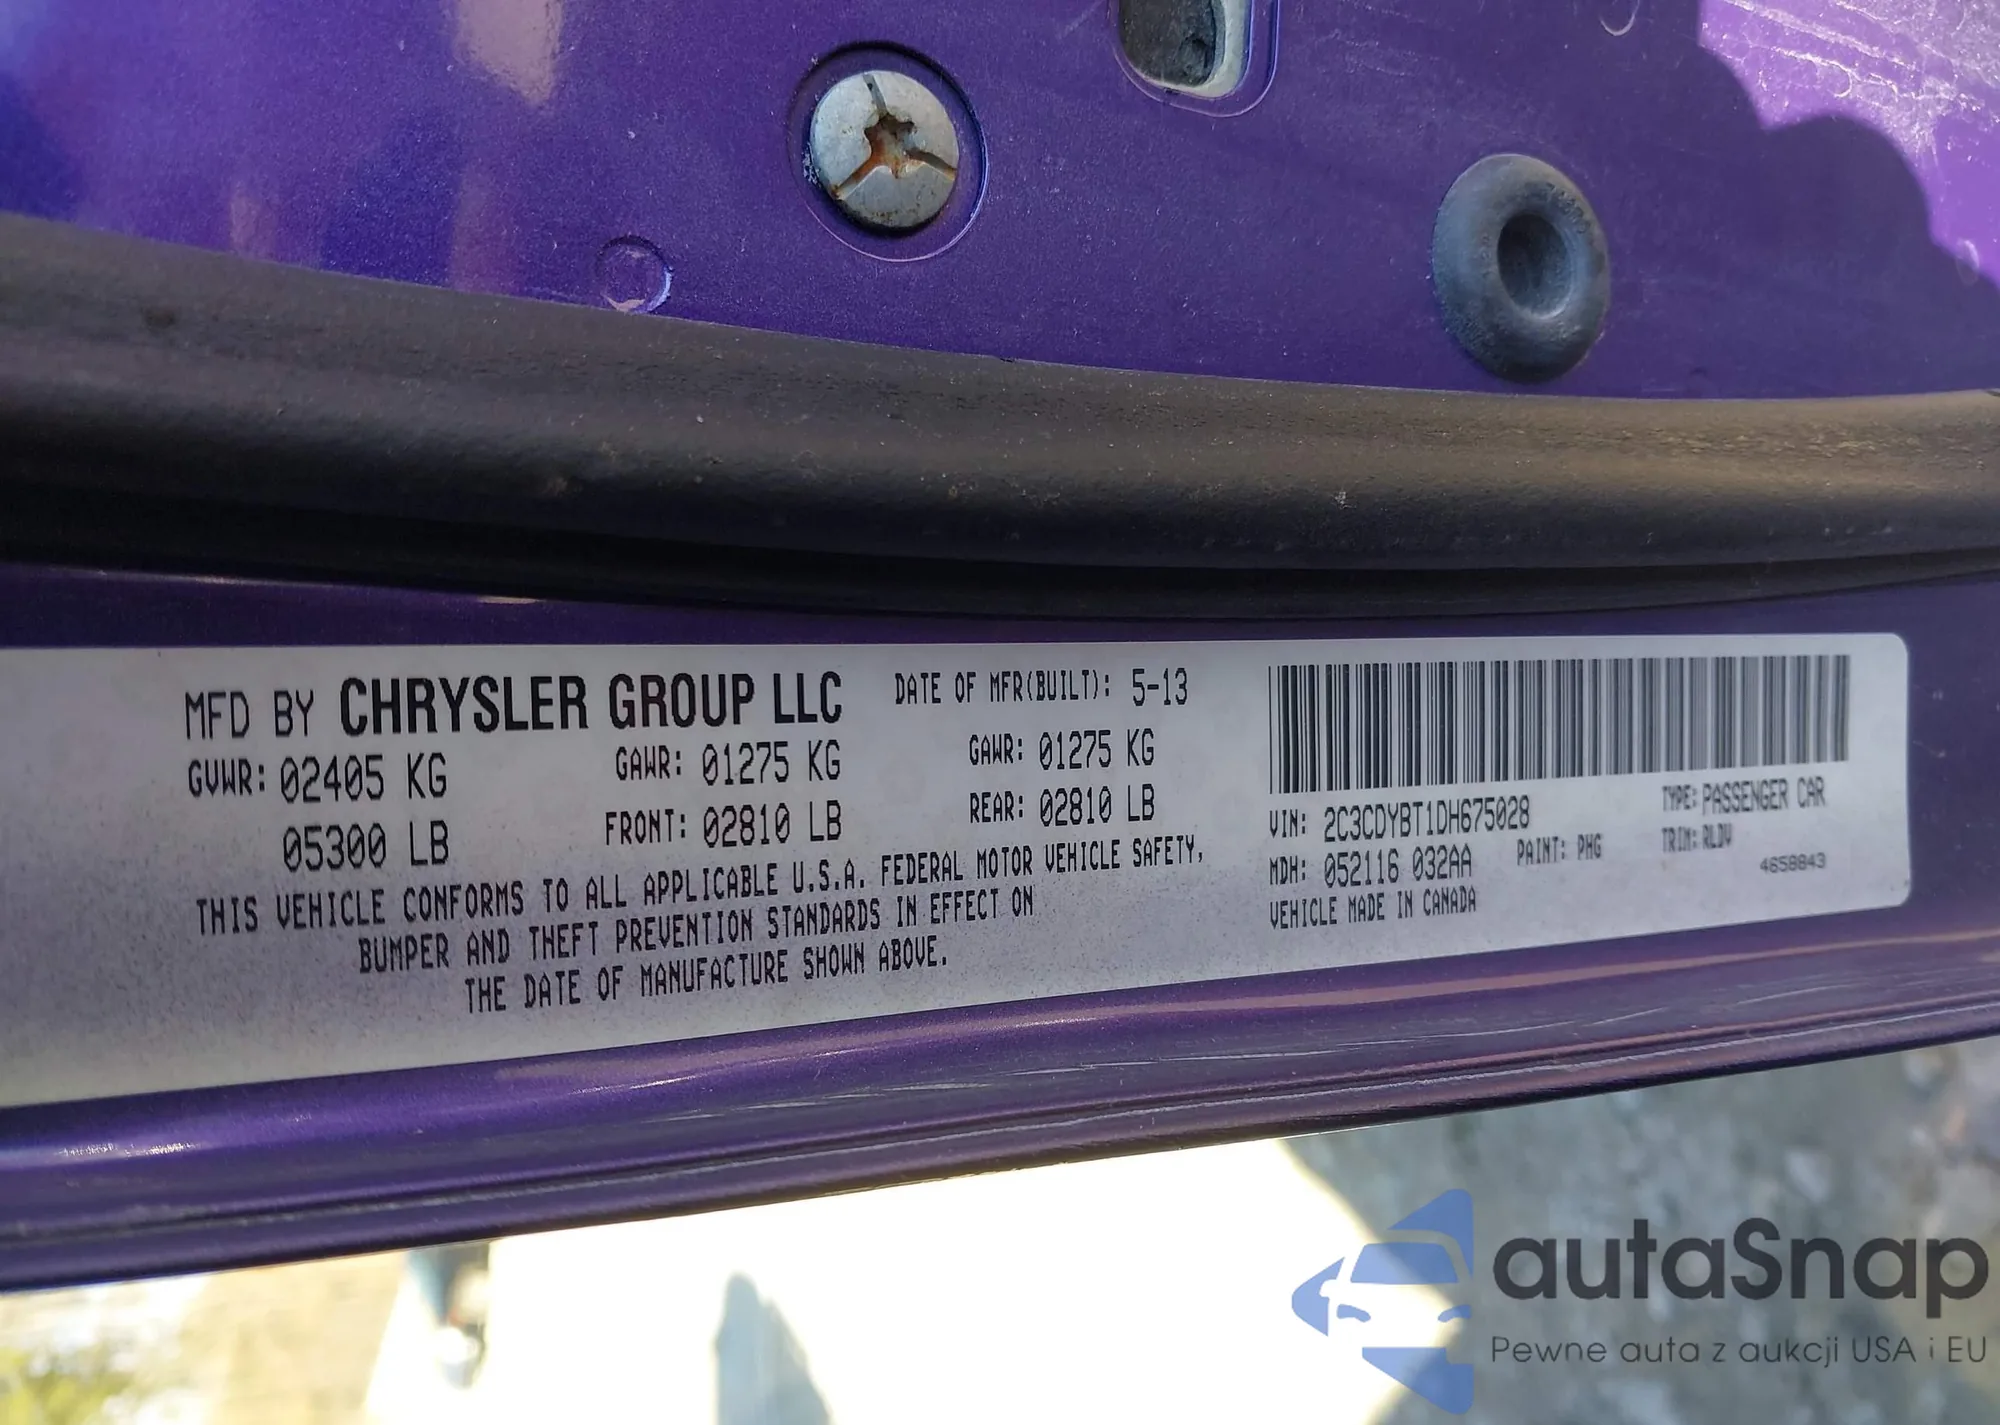 MFD BY CHRYSLER GROUP LLC DATE OF MFR(BUILT): 5-13
GVWR: 02405 KG GAWR: 01275 KG GAWR: 01275 KG
05300 LB FRONT: 02810 LB REAR: 02810 LB
THIS VEHICLE CONFORMS TO ALL APPLICABLE U.S.A. FEDERAL MOTOR VEHICLE SAFETY,
BUMPER AND THEFT PREVENTION STANDARDS IN EFFECT ON
THE DATE OF MANUFACTURE SHOWN ABOVE.
VIN: 2C3CDYBT1DH675028 TYPE: PASSENGER CAR
MDH: 052116 032AA PAINT: PHG TRIM: RLDV
4658843
VEHICLE MADE IN CANADA
autaSnap
Pewne auta z aukcji USA i EU